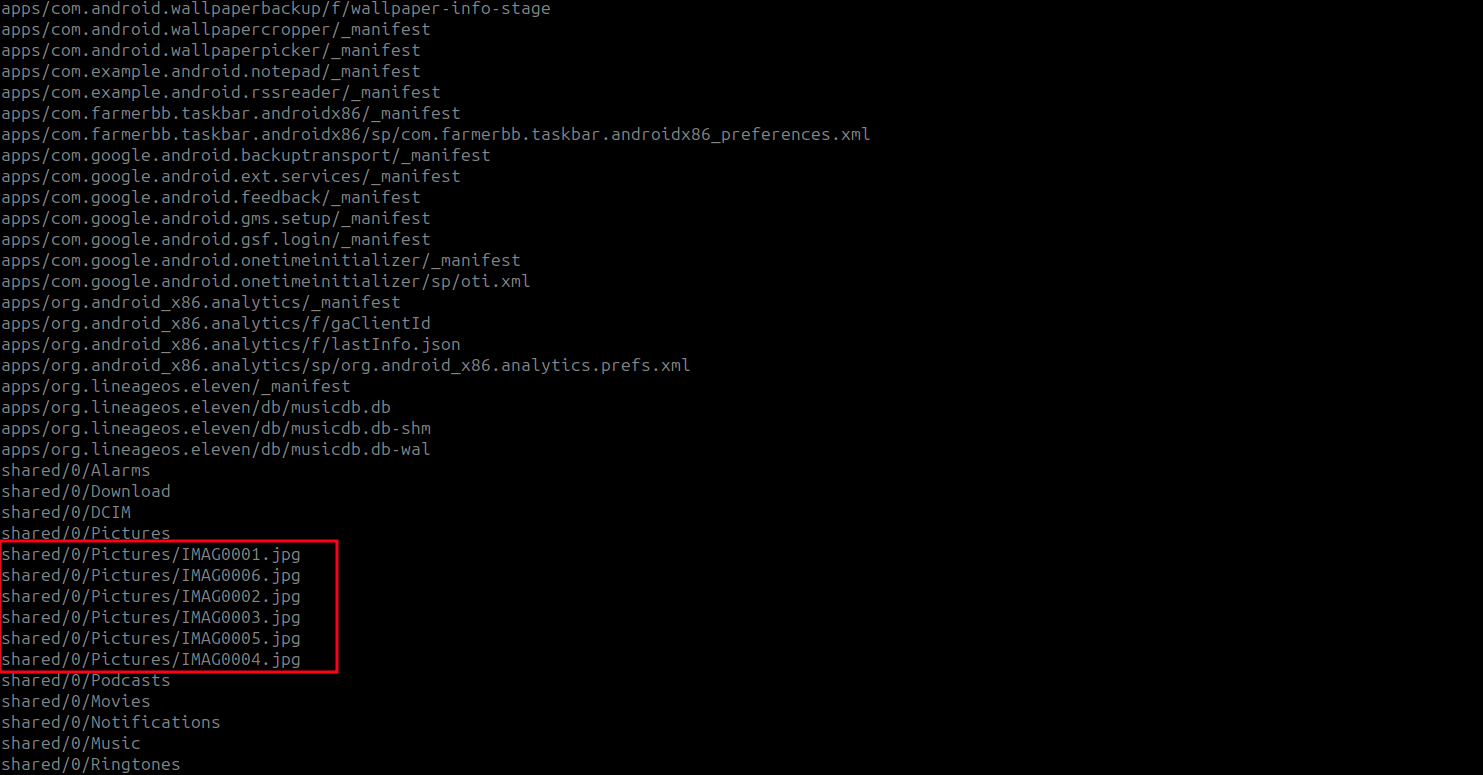 apps/com.android.wallpaperbackup/f/wallpaper-info-stage
apps/com.android.wallpapercropper/_manifest
apps/com.android.wallpaperpicker/_manifest
apps/com.example.android.notepad/_manifest
apps/com.example.android.rssreader/_manifest
apps/com.farmerbb.taskbar.androidx86/_manifest
apps/com.farmerbb.taskbar.androidx86/sp/com.farmerbb.taskbar.androidx86_preferences.xml
apps/com.google.android.backuptransport/_manifest
apps/com.google.android.ext.services/_manifest
apps/com.google.android.feedback/_manifest
apps/com.google.android.gms.setup/_manifest
apps/com.google.android.gsf.login/_manifest
apps/com.google.android.onetimeinitializer/_manifest
apps/com.google.android.onetimeinitializer/sp/oti.xml
apps/org.android_x86.analytics/_manifest
apps/org.android_x86.analytics/f/gaClientId
apps/org.android_x86.analytics/f/lastInfo.json
apps/org.android_x86.analytics/sp/org.android_x86.analytics.prefs.xml
apps/org.lineageos.eleven/_manifest
apps/org.lineageos.eleven/db/musicdb.db
apps/org.lineageos.eleven/db/musicdb.db-shm
apps/org.lineageos.eleven/db/musicdb.db-wal
shared/0/Alarms
shared/0/Download
shared/0/DCIM
shared/0/Pictures
shared/0/Pictures/IMAG0001.jpg
shared/0/Pictures/IMAG0006.jpg
shared/0/Pictures/IMAG0002.jpg
shared/0/Pictures/IMAG0003.jpg
shared/0/Pictures/IMAG0005.jpg
shared/0/Pictures/IMAG0004.jpg
shared/0/Podcasts
shared/0/Movies
shared/0/Notifications
shared/0/Music
shared/0/Ringtones